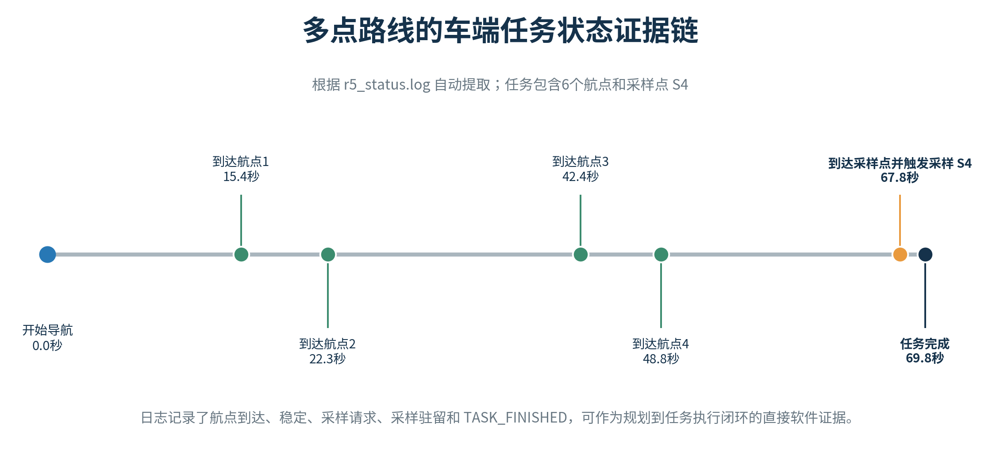 多点路线的车端任务状态证据链
根据 r5_status.log 自动提取；任务包含6个航点和采样点 S4
到达航点1
15.4秒
到达航点3
42.4秒
到达采样点并触发采样 S4
67.8秒
开始导航
0.0秒
到达航点2
22.3秒
到达航点4
48.8秒
任务完成
69.8秒
日志记录了航点到达、稳定、采样请求、采样驻留和 TASK_FINISHED，可作为规划到任务执行闭环的直接软件证据。